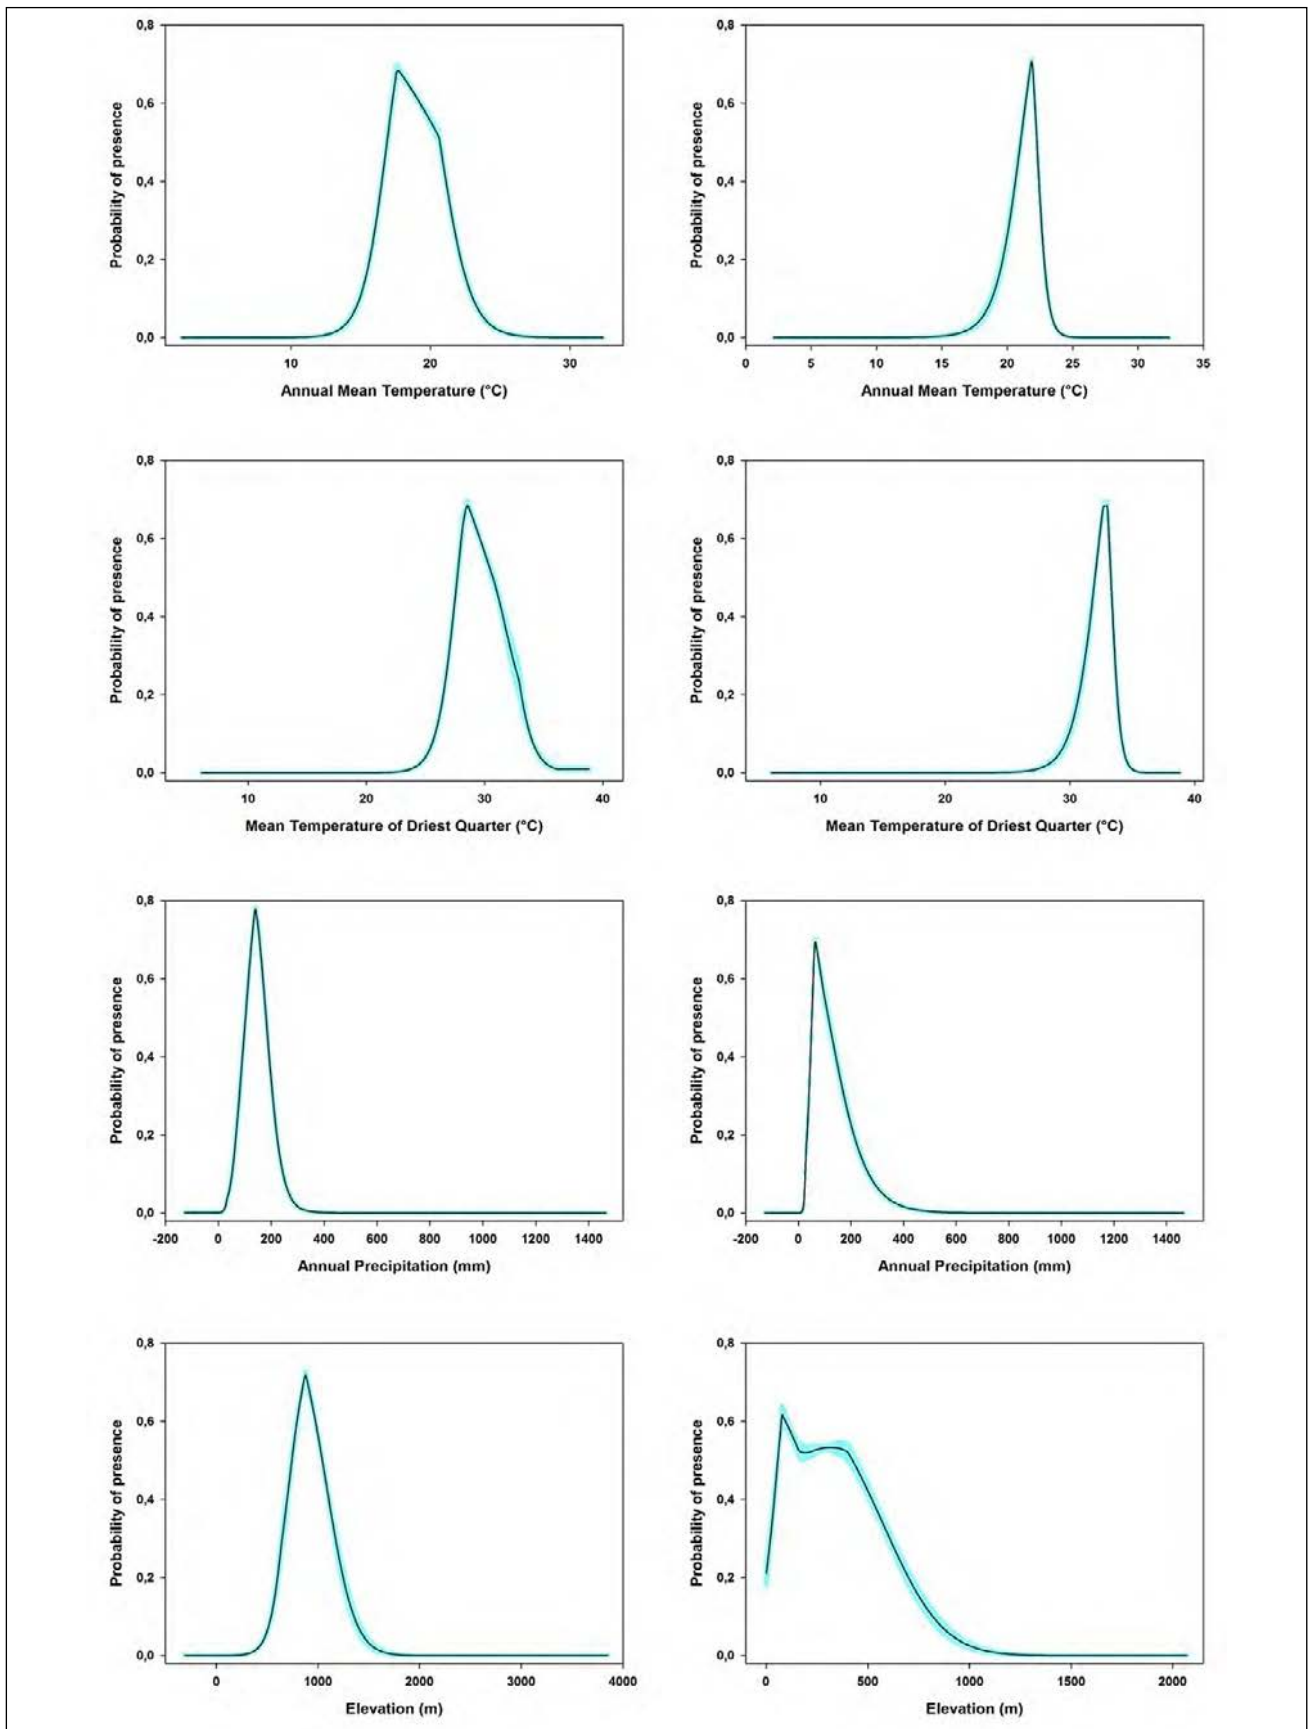 0,8
0,6
0,4
0,2
0,0
Probability of presence
10 20 30
Annual Mean Temperature (°C)
0,8
0,6
0,4
0,2
0,0
Probability of presence
0 5 10 15 20 25 30 35
Annual Mean Temperature (°C)
0,8
0,6
0,4
0,2
0,0
Probability of presence
10 20 30 40
Mean Temperature of Driest Quarter (°C)
0,8
0,6
0,4
0,2
0,0
Probability of presence
10 20 30 40
Mean Temperature of Driest Quarter (°C)
0,8
0,6
0,4
0,2
0,0
Probability of presence
-200 0 200 400 600 800 1000 1200 1400
Annual Precipitation (mm)
0,8
0,6
0,4
0,2
0,0
Probability of presence
-200 0 200 400 600 800 1000 1200 1400
Annual Precipitation (mm)
0,8
0,6
0,4
0,2
0,0
Probability of presence
0 1000 2000 3000 4000
Elevation (m)
0,8
0,6
0,4
0,2
0,0
Probability of presence
0 500 1000 1500 2000
Elevation (m)